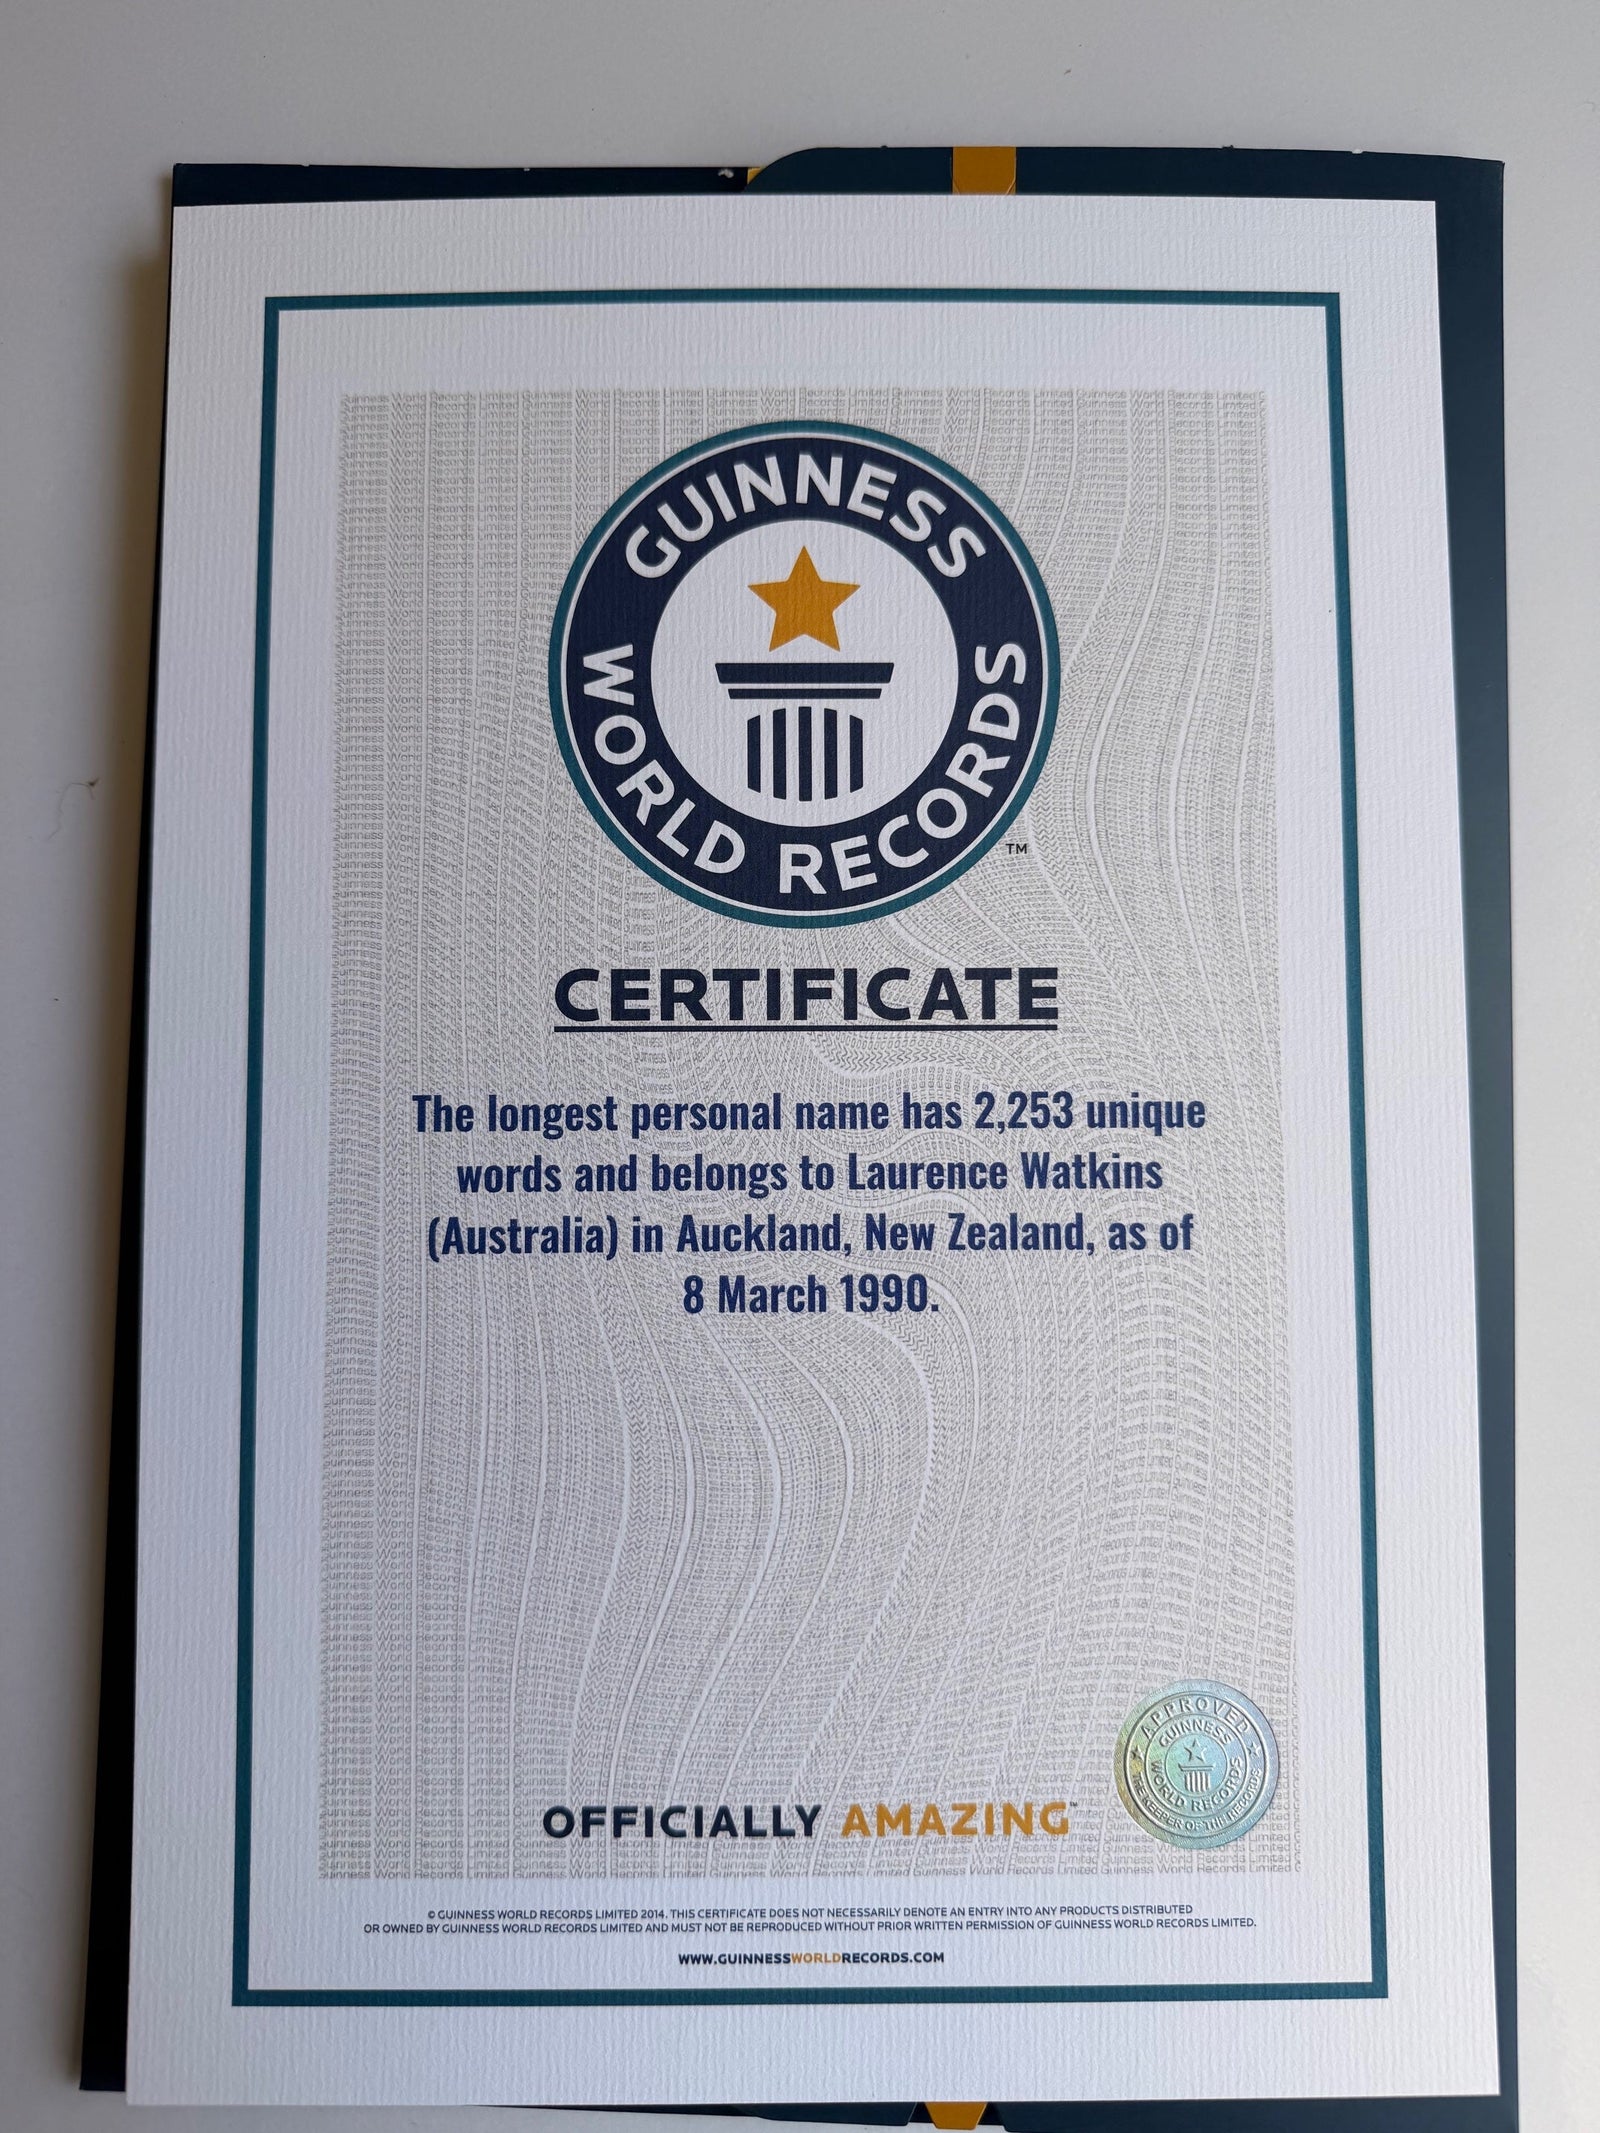 GUINNESS
WORLD RECORDS
TM
CERTIFICATE
The longest personal name has 2,253 unique
words and belongs to Laurence Watkins
(Australia) in Auckland, New Zealand, as of
8 March 1990.
APPROVED
GUINNESS
WORLD RECORDS
THE KEEPER OF THE RECORDS
OFFICIALLY AMAZING™
© GUINNESS WORLD RECORDS LIMITED 2014. THIS CERTIFICATE DOES NOT NECESSARILY DENOTE AN ENTRY INTO ANY PRODUCTS DISTRIBUTED
OR OWNED BY GUINNESS WORLD RECORDS LIMITED AND MUST NOT BE REPRODUCED WITHOUT PRIOR WRITTEN PERMISSION OF GUINNESS WORLD RECORDS LIMITED.
WWW.GUINNESSWORLDRECORDS.COM